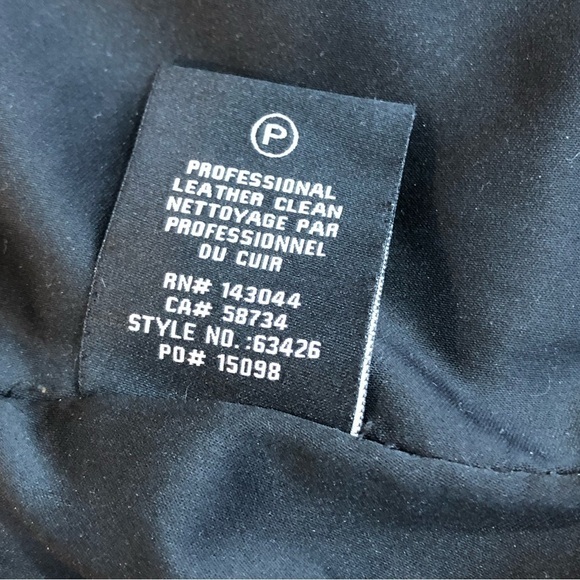 P
PROFESSIONAL
LEATHER CLEAN
NETTOYAGE PAR
PROFESSIONNEL
DU CUIR
RN# 143044
CA# 58734
STYLE NO.:63426
PO# 15098